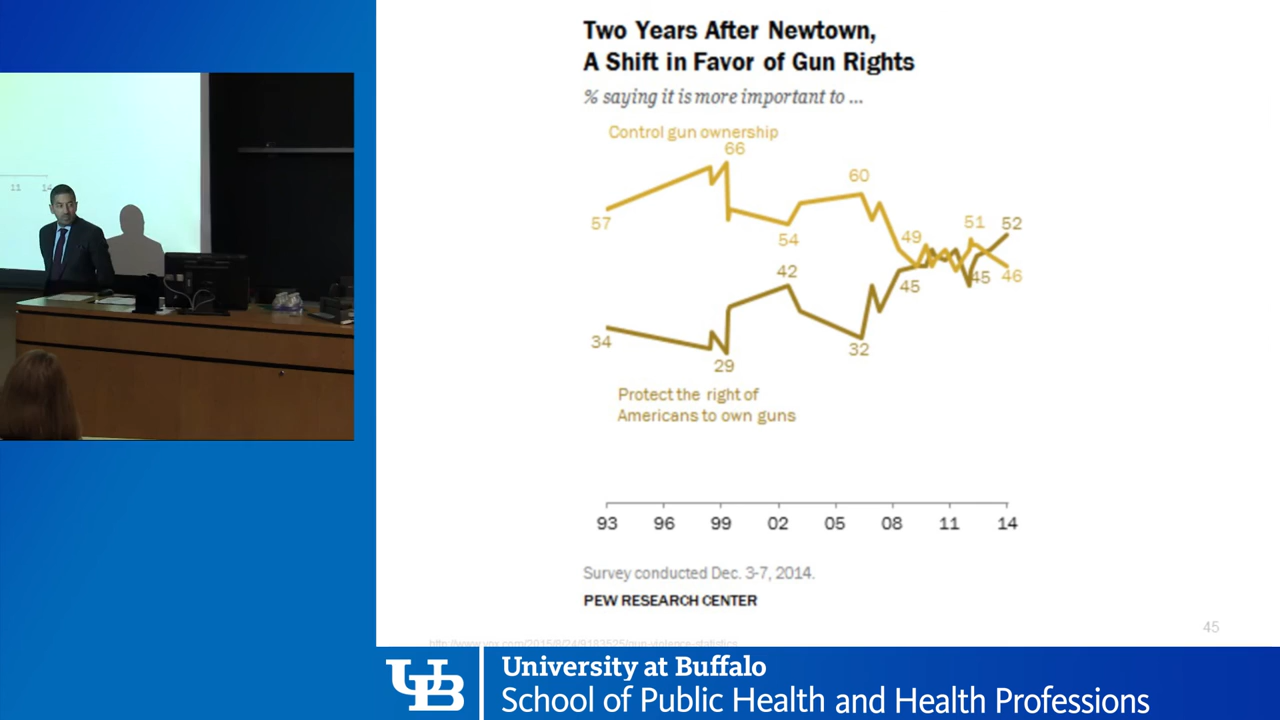 Two Years After Newtown,
A Shift in Favor of Gun Rights
% saying it is more important to ...
Control gun ownership
66
60
57
54
49
51
52
42
45
45
46
34
32
29
Protect the right of
Americans to own guns
93 96 99 02 05 08 11 14
Survey conducted Dec. 3-7, 2014.
PEW RESEARCH CENTER
45
11 14
UB
University at Buffalo
School of Public Health and Health Professions